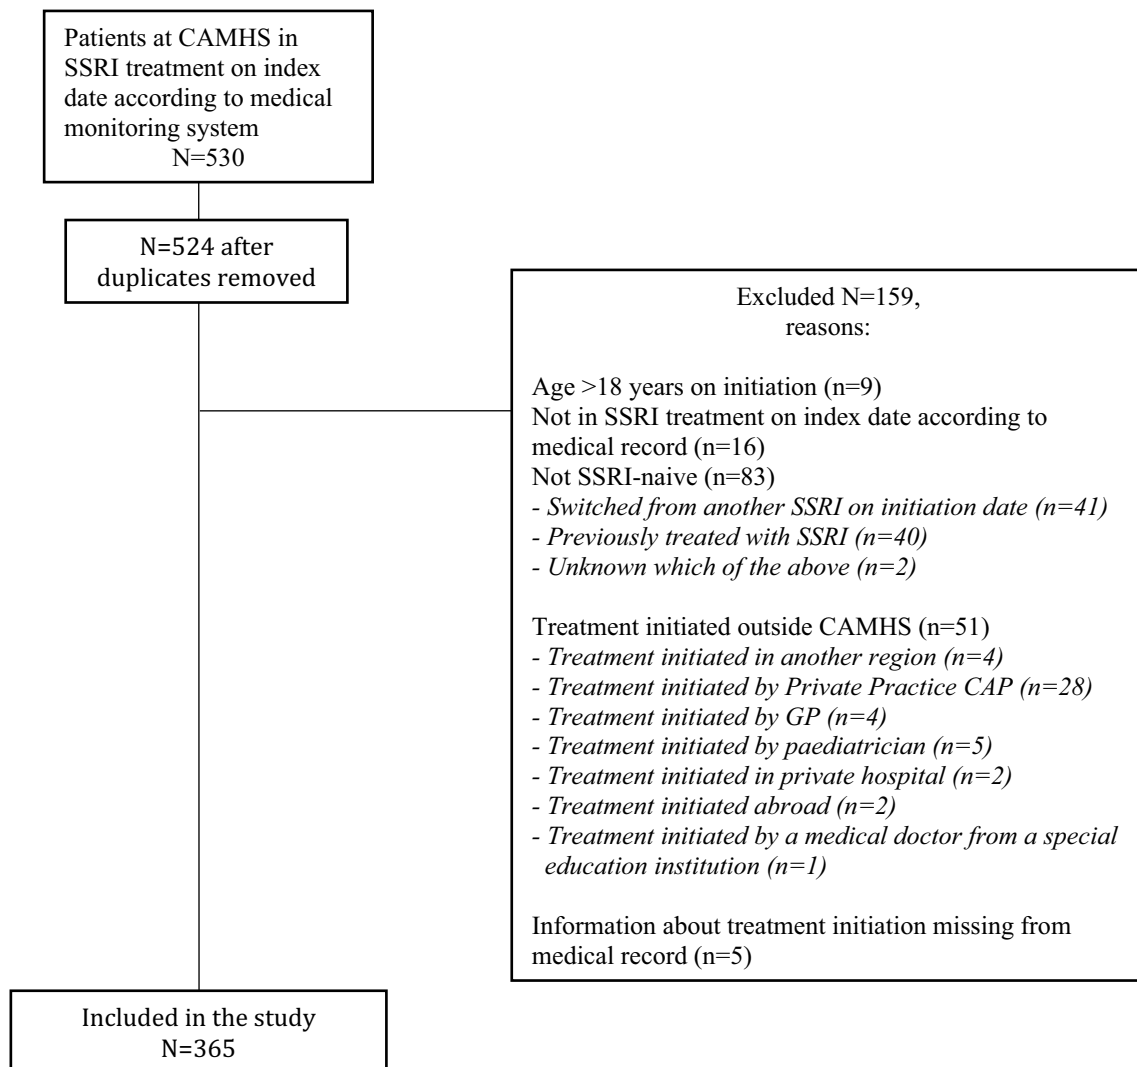 Patients at CAMHS in
SSRI treatment on index
date according to medical
monitoring system
N=530
N=524 after
duplicates removed
Excluded N=159,
reasons:
Age >18 years on initiation (n=9)
Not in SSRI treatment on index date according to
medical record (n=16)
Not SSRI-naive (n=83)
- Switched from another SSRI on initiation date (n=41)
- Previously treated with SSRI (n=40)
- Unknown which of the above (n=2)
Treatment initiated outside CAMHS (n=51)
- Treatment initiated in another region (n=4)
- Treatment initiated by Private Practice CAP (n=28)
- Treatment initiated by GP (n=4)
- Treatment initiated by paediatrician (n=5)
- Treatment initiated in private hospital (n=2)
- Treatment initiated abroad (n=2)
- Treatment initiated by a medical doctor from a special
education institution (n=1)
Information about treatment initiation missing from
medical record (n=5)
Included in the study
N=365